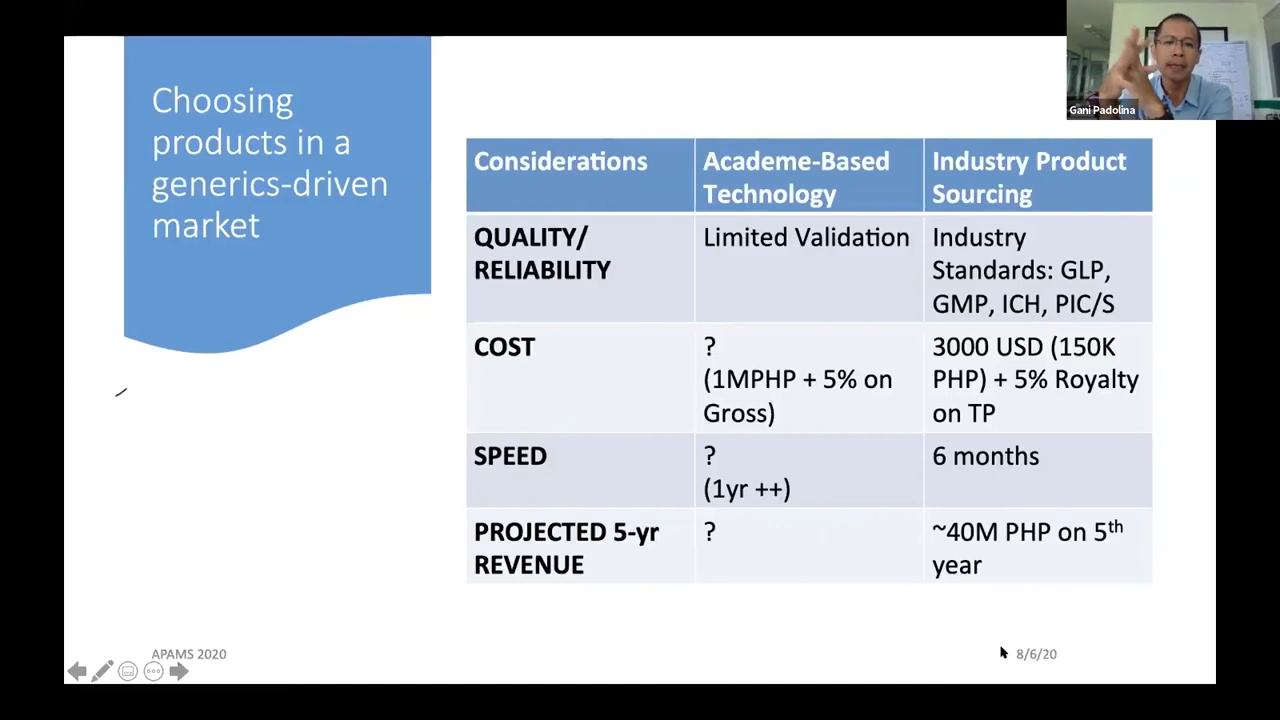 Choosing
products in a
generics-driven
market
Gani Padolina
Considerations
Academe-Based
Technology
Industry Product
Sourcing
QUALITY/
RELIABILITY
Limited Validation
Industry
Standards: GLP,
GMP, ICH, PIC/S
COST
?
(1MPHP + 5% on
Gross)
3000 USD (150K
PHP) + 5% Royalty
on TP
SPEED
?
(1yr ++)
6 months
PROJECTED 5-yr
REVENUE
?
~40M PHP on 5th
year
APAMS 2020
8/6/20